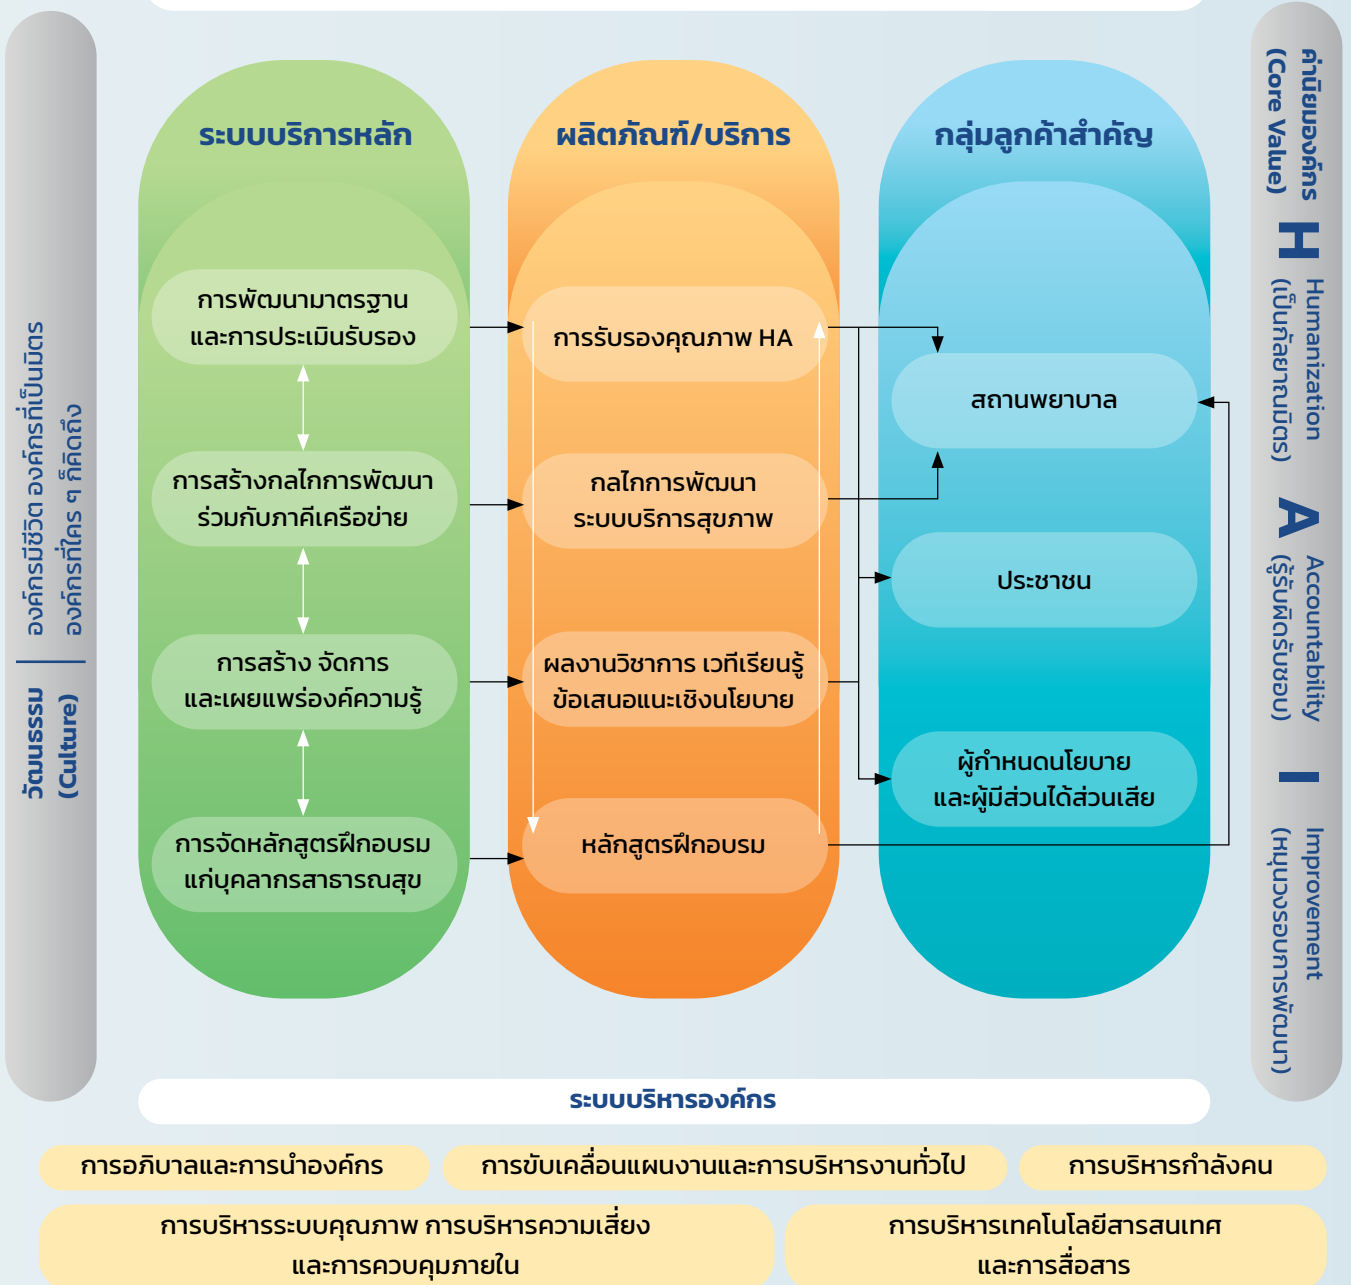 วัฒนธรรม
(Culture)
องค์กรมีชีวิต องค์กรที่เป็นมิตร
องค์กรที่ใคร ๆ ก็คิดถึง
ระบบบริการหลัก
การพัฒนามาตรฐาน
และการประเมินรับรอง
การสร้างกลไกการพัฒนา
ร่วมกับภาคีเครือข่าย
การสร้าง จัดการ
และเผยแพร่องค์ความรู้
การจัดหลักสูตรฝึกอบรม
แก่บุคลากรสาธารณสุข
ผลิตภัณฑ์/บริการ
การรับรองคุณภาพ HA
กลไกการพัฒนา
ระบบบริการสุขภาพ
ผลงานวิชาการ เวทีเรียนรู้
ข้อเสนอแนะเชิงนโยบาย
หลักสูตรฝึกอบรม
กลุ่มลูกค้าสำคัญ
สถานพยาบาล
ประชาชน
ผู้กำหนดนโยบาย
และผู้มีส่วนได้ส่วนเสีย
ค่านิยมองค์กร
(Core Value)
H
Humanization
(เป็นกัลยาณมิตร)
A
Accountability
(รู้รับผิดรับชอบ)
I
Improvement
(หมุนวงรอบการพัฒนา)
ระบบบริหารองค์กร
การอภิบาลและการนำองค์กร
การขับเคลื่อนแผนงานและการบริหารงานทั่วไป
การบริหารกำลังคน
การบริหารระบบคุณภาพ การบริหารความเสี่ยง
และการควบคุมภายใน
การบริหารเทคโนโลยีสารสนเทศ
และการสื่อสาร